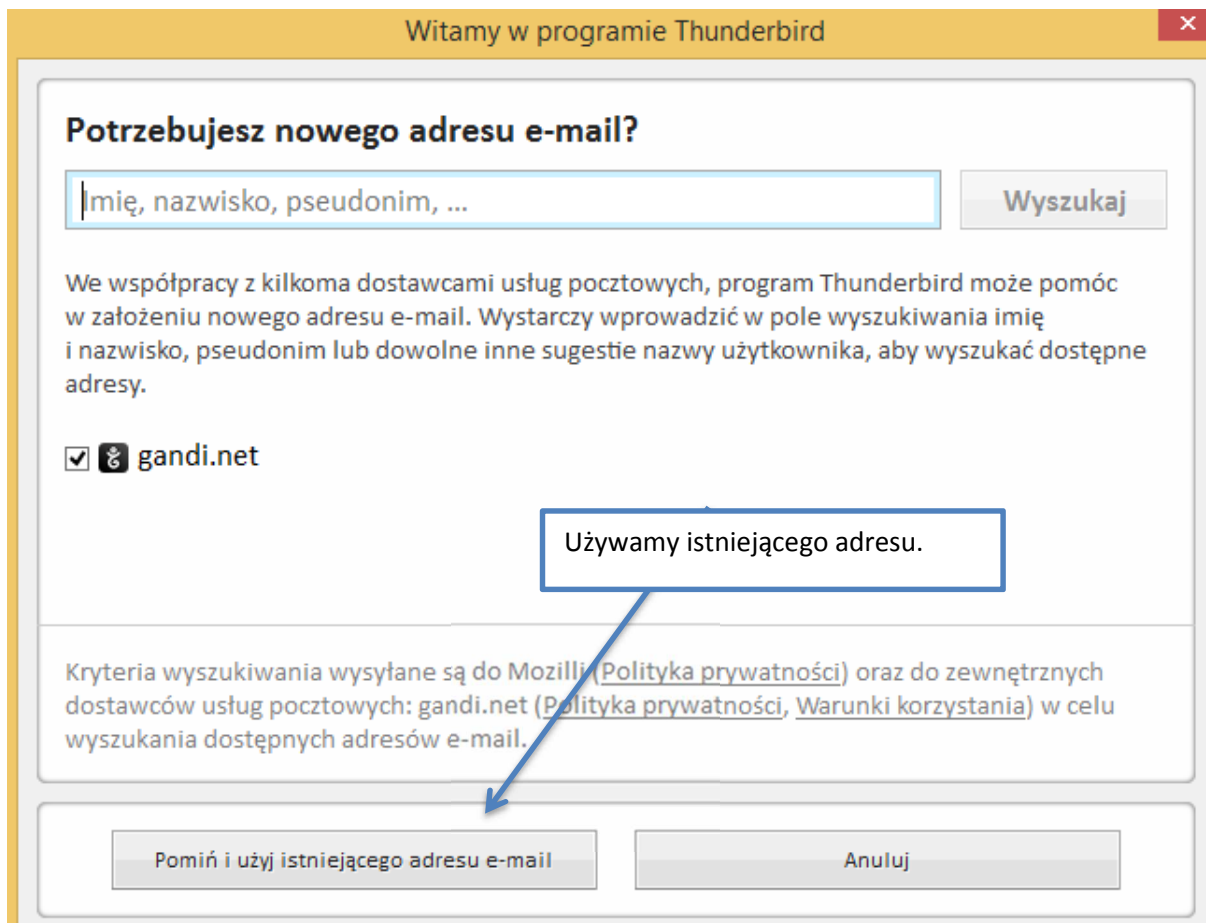 Witamy w programie Thunderbird
Potrzebujesz nowego adresu e-mail?
Imię, nazwisko, pseudonim, ...
Wyszukaj
We współpracy z kilkoma dostawcami usług pocztowych, program Thunderbird może pomóc
w założeniu nowego adresu e-mail. Wystarczy wprowadzić w pole wyszukiwania imię
i nazwisko, pseudonim lub dowolne inne sugestie nazwy użytkownika, aby wyszukać dostępne
adresy.
gandi.net
Używamy istniejącego adresu.
Kryteria wyszukiwania wysyłane są do Mozilli (Polityka prywatności) oraz do zewnętrznych
dostawców usług pocztowych: gandi.net (Polityka prywatności, Warunki korzystania) w celu
wyszukania dostępnych adresów e-mail.
Pomiń i użyj istniejącego adresu e-mail
Anuluj